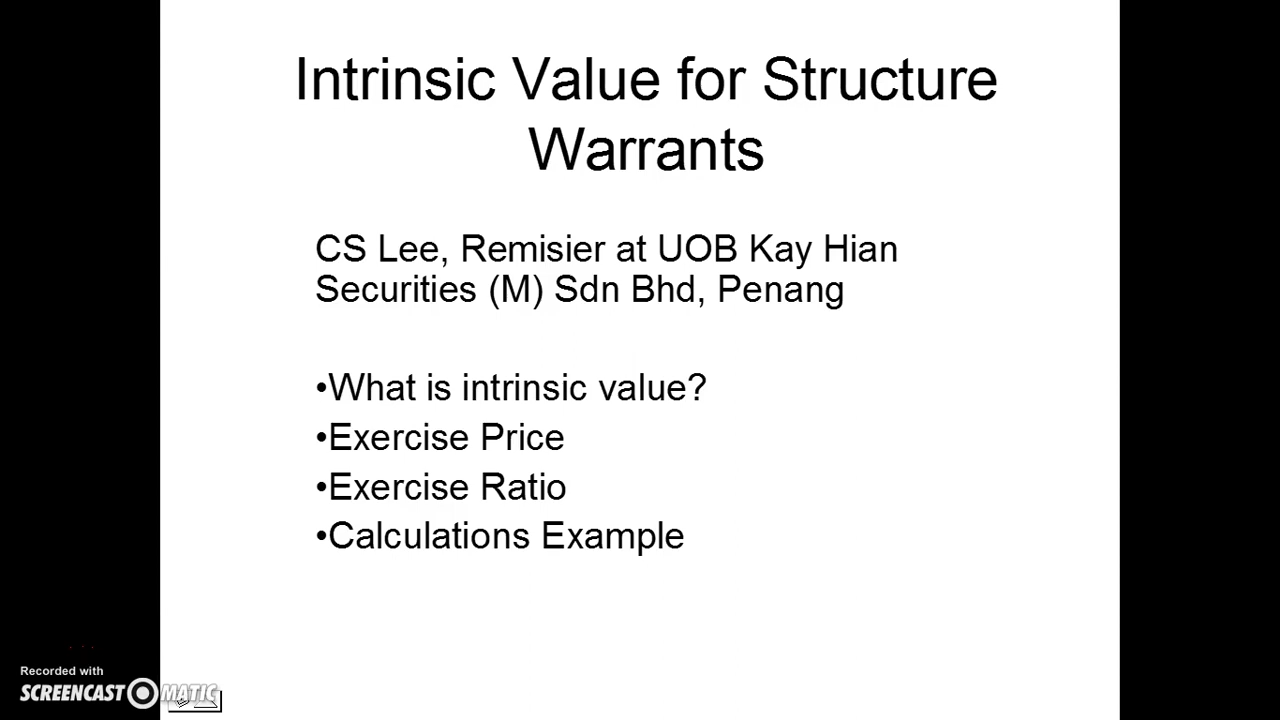 Intrinsic Value for Structure
Warrants
CS Lee, Remisier at UOB Kay Hian
Securities (M) Sdn Bhd, Penang
•What is intrinsic value?
•Exercise Price
•Exercise Ratio
•Calculations Example
Recorded with
SCREENCAST MATIC